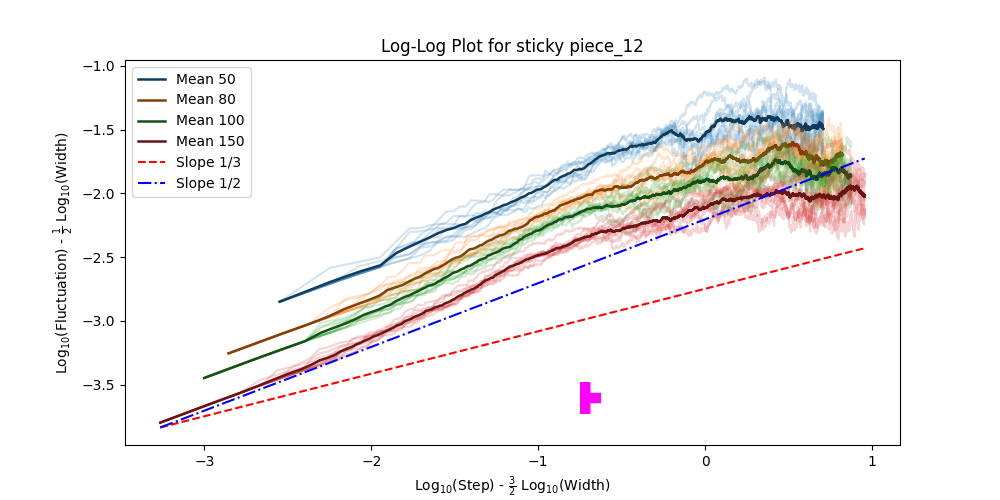 Log-Log Plot for sticky piece_12
Mean 50
Mean 80
Mean 100
Mean 150
Slope 1/3
Slope 1/2
−1.0
−1.5
−2.0
−2.5
−3.0
−3.5
Log₁₀(Fluctuation) - 1/2 Log₁₀(Width)
−3 −2 −1 0 1
Log₁₀(Step) - 3/2 Log₁₀(Width)